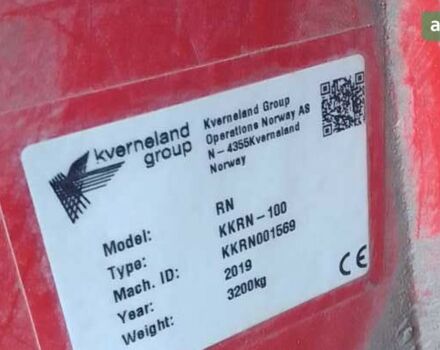 kverneland
group
Kverneland Group
Operations Norway AS
N-4355Kverneland
Norway
Model: RN
Type: KKRN-100
Mach. ID: KKRN001569
Year: 2019
Weight: 3200kg
CE
a